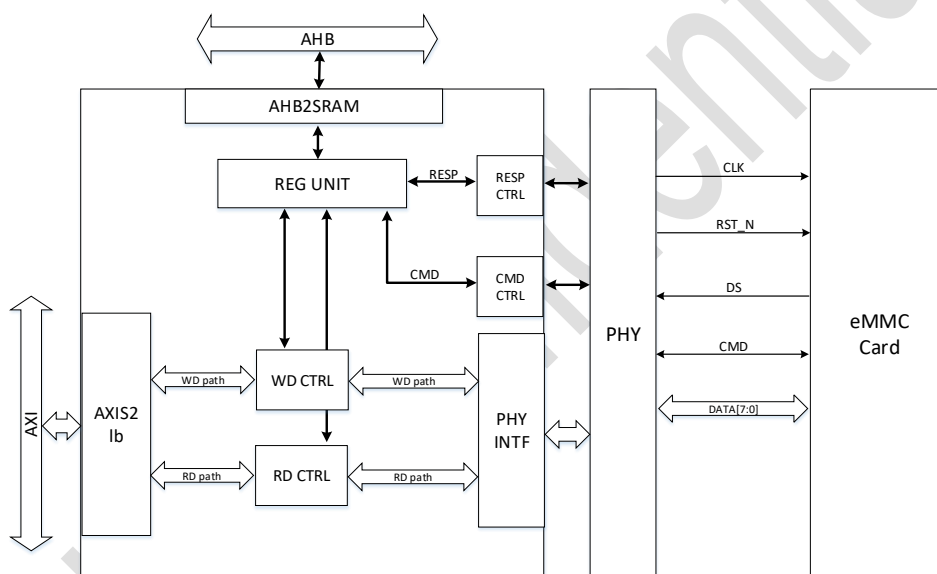 AHB
AHB2SRAM
REG UNIT
RESP
RESP
CTRL
CLK
RST_N
CMD
CMD
CTRL
DS
PHY
eMMC
Card
CMD
AXI
AXIS2
lb
WD path
WD CTRL
WD path
PHY
INTF
DATA[7:0]
RD path
RD CTRL
RD path